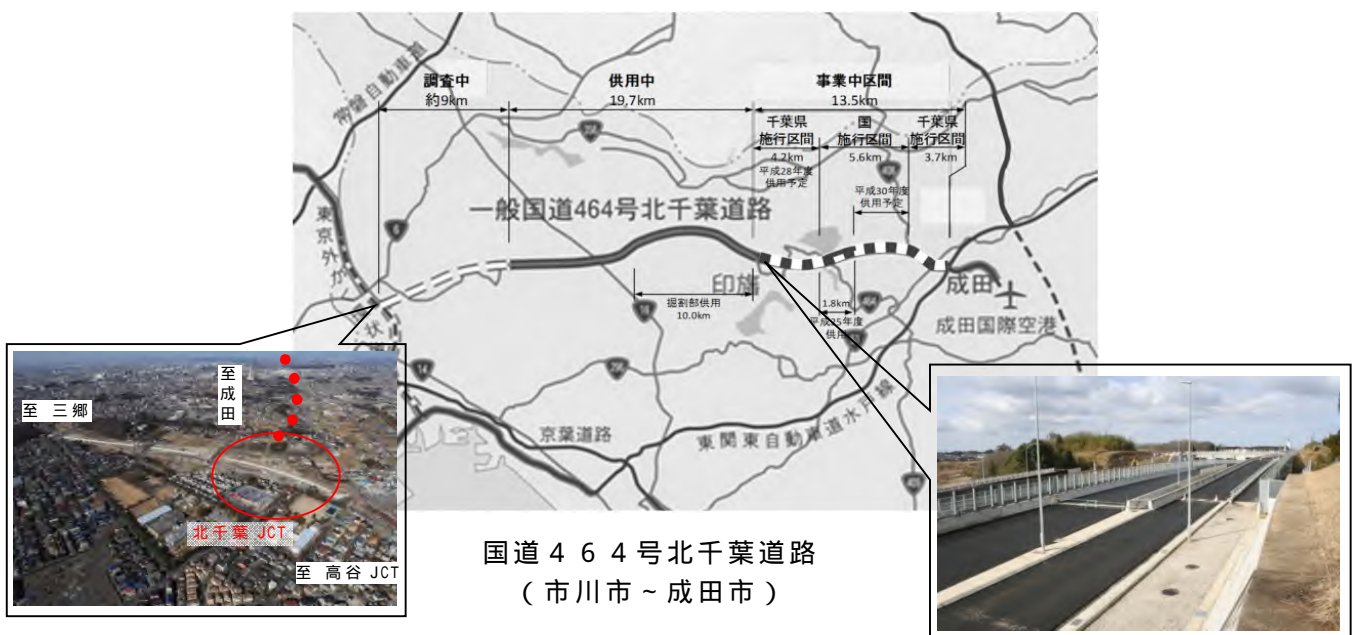 調査中
約9km
供用中
19.7km
事業中区間
13.5km
千葉県
施行区間
4.2km
平成28年度
供用予定
国
施行区間
5.6km
千葉県
施行区間
3.7km
平成30年度
供用予定
常磐自動車道
一般国道464号北千葉道路
6
東京外か
状
印旛
掘割部供用
10.0km
16
1.8km
平成25年度
供用
464
成田
成田国際空港
14
296
京葉道路
東関東自動車道水戸線
至 三郷
至成田
北千葉 JCT
至 高谷 JCT
国道４６４号北千葉道路
（市川市～成田市）